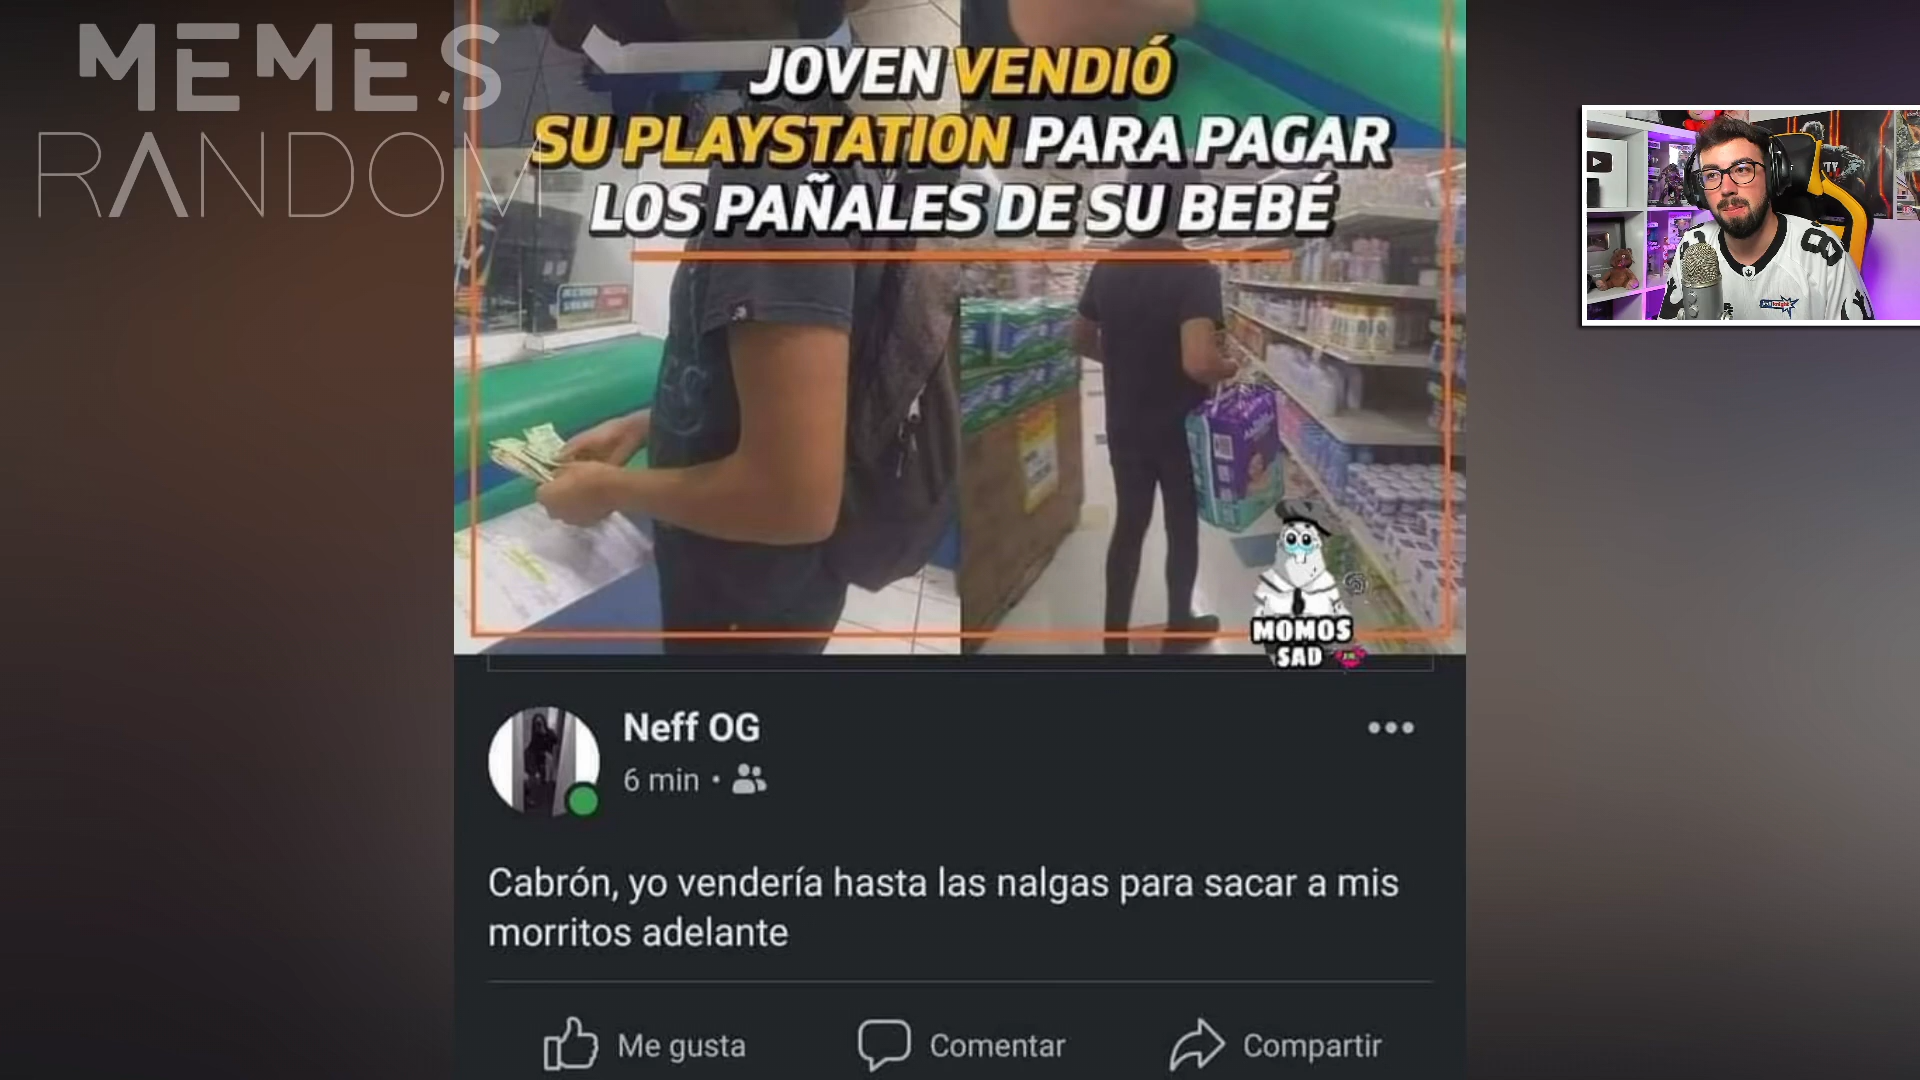 MEMES
RANDOM
JOVEN VENDIÓ
SU PLAYSTATION PARA PAGAR
LOS PAÑALES DE SU BEBÉ
MOMOS
SAD
Neff OG
6 min
Cabrón, yo vendería hasta las nalgas para sacar a mis
morritos adelante
Me gusta
Comentar
Compartir